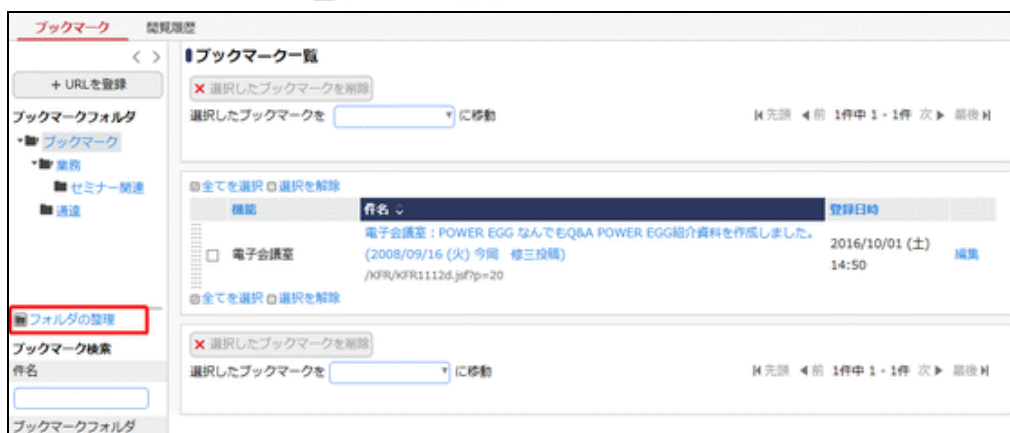 ブックマーク 閲覧履歴
< >
+ URLを登録
ブックマークフォルダ
ブックマーク
業務
セミナー関連
通達
フォルダの整理
ブックマーク検索
件名
ブックマークフォルダ
ブックマーク一覧
選択したブックマークを削除
選択したブックマークを に移動 先頭 前 1件中 1 - 1件 次 最後
全てを選択 選択を解除
機能 件名 登録日時
電子会議室 電子会議室：POWER EGG なんでもQ&A POWER EGG紹介資料を作成しました。
(2008/09/16 (火) 今岡 修三投稿)
/KFR/KFR1112d.jsf?p=20
2016/10/01 (土)
14:50
編集
全てを選択 選択を解除
選択したブックマークを削除
選択したブックマークを に移動 先頭 前 1件中 1 - 1件 次 最後